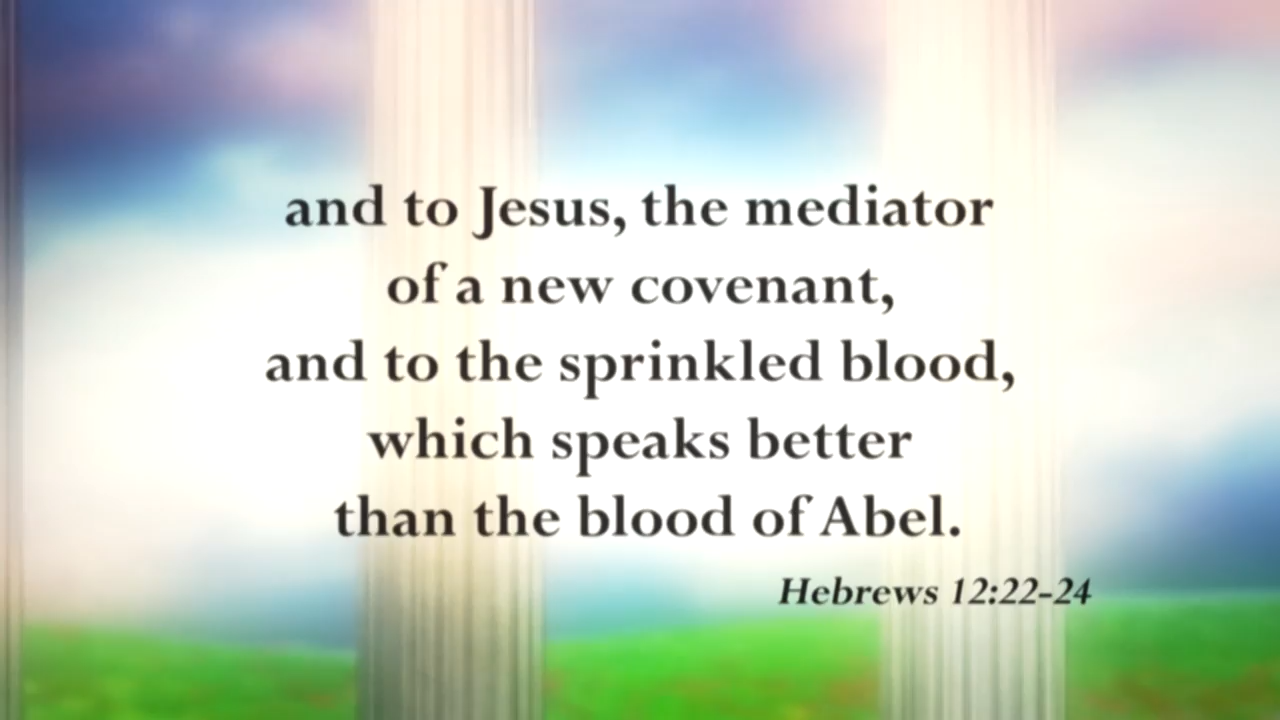 and to Jesus, the mediator
of a new covenant,
and to the sprinkled blood,
which speaks better
than the blood of Abel.
Hebrews 12:22-24